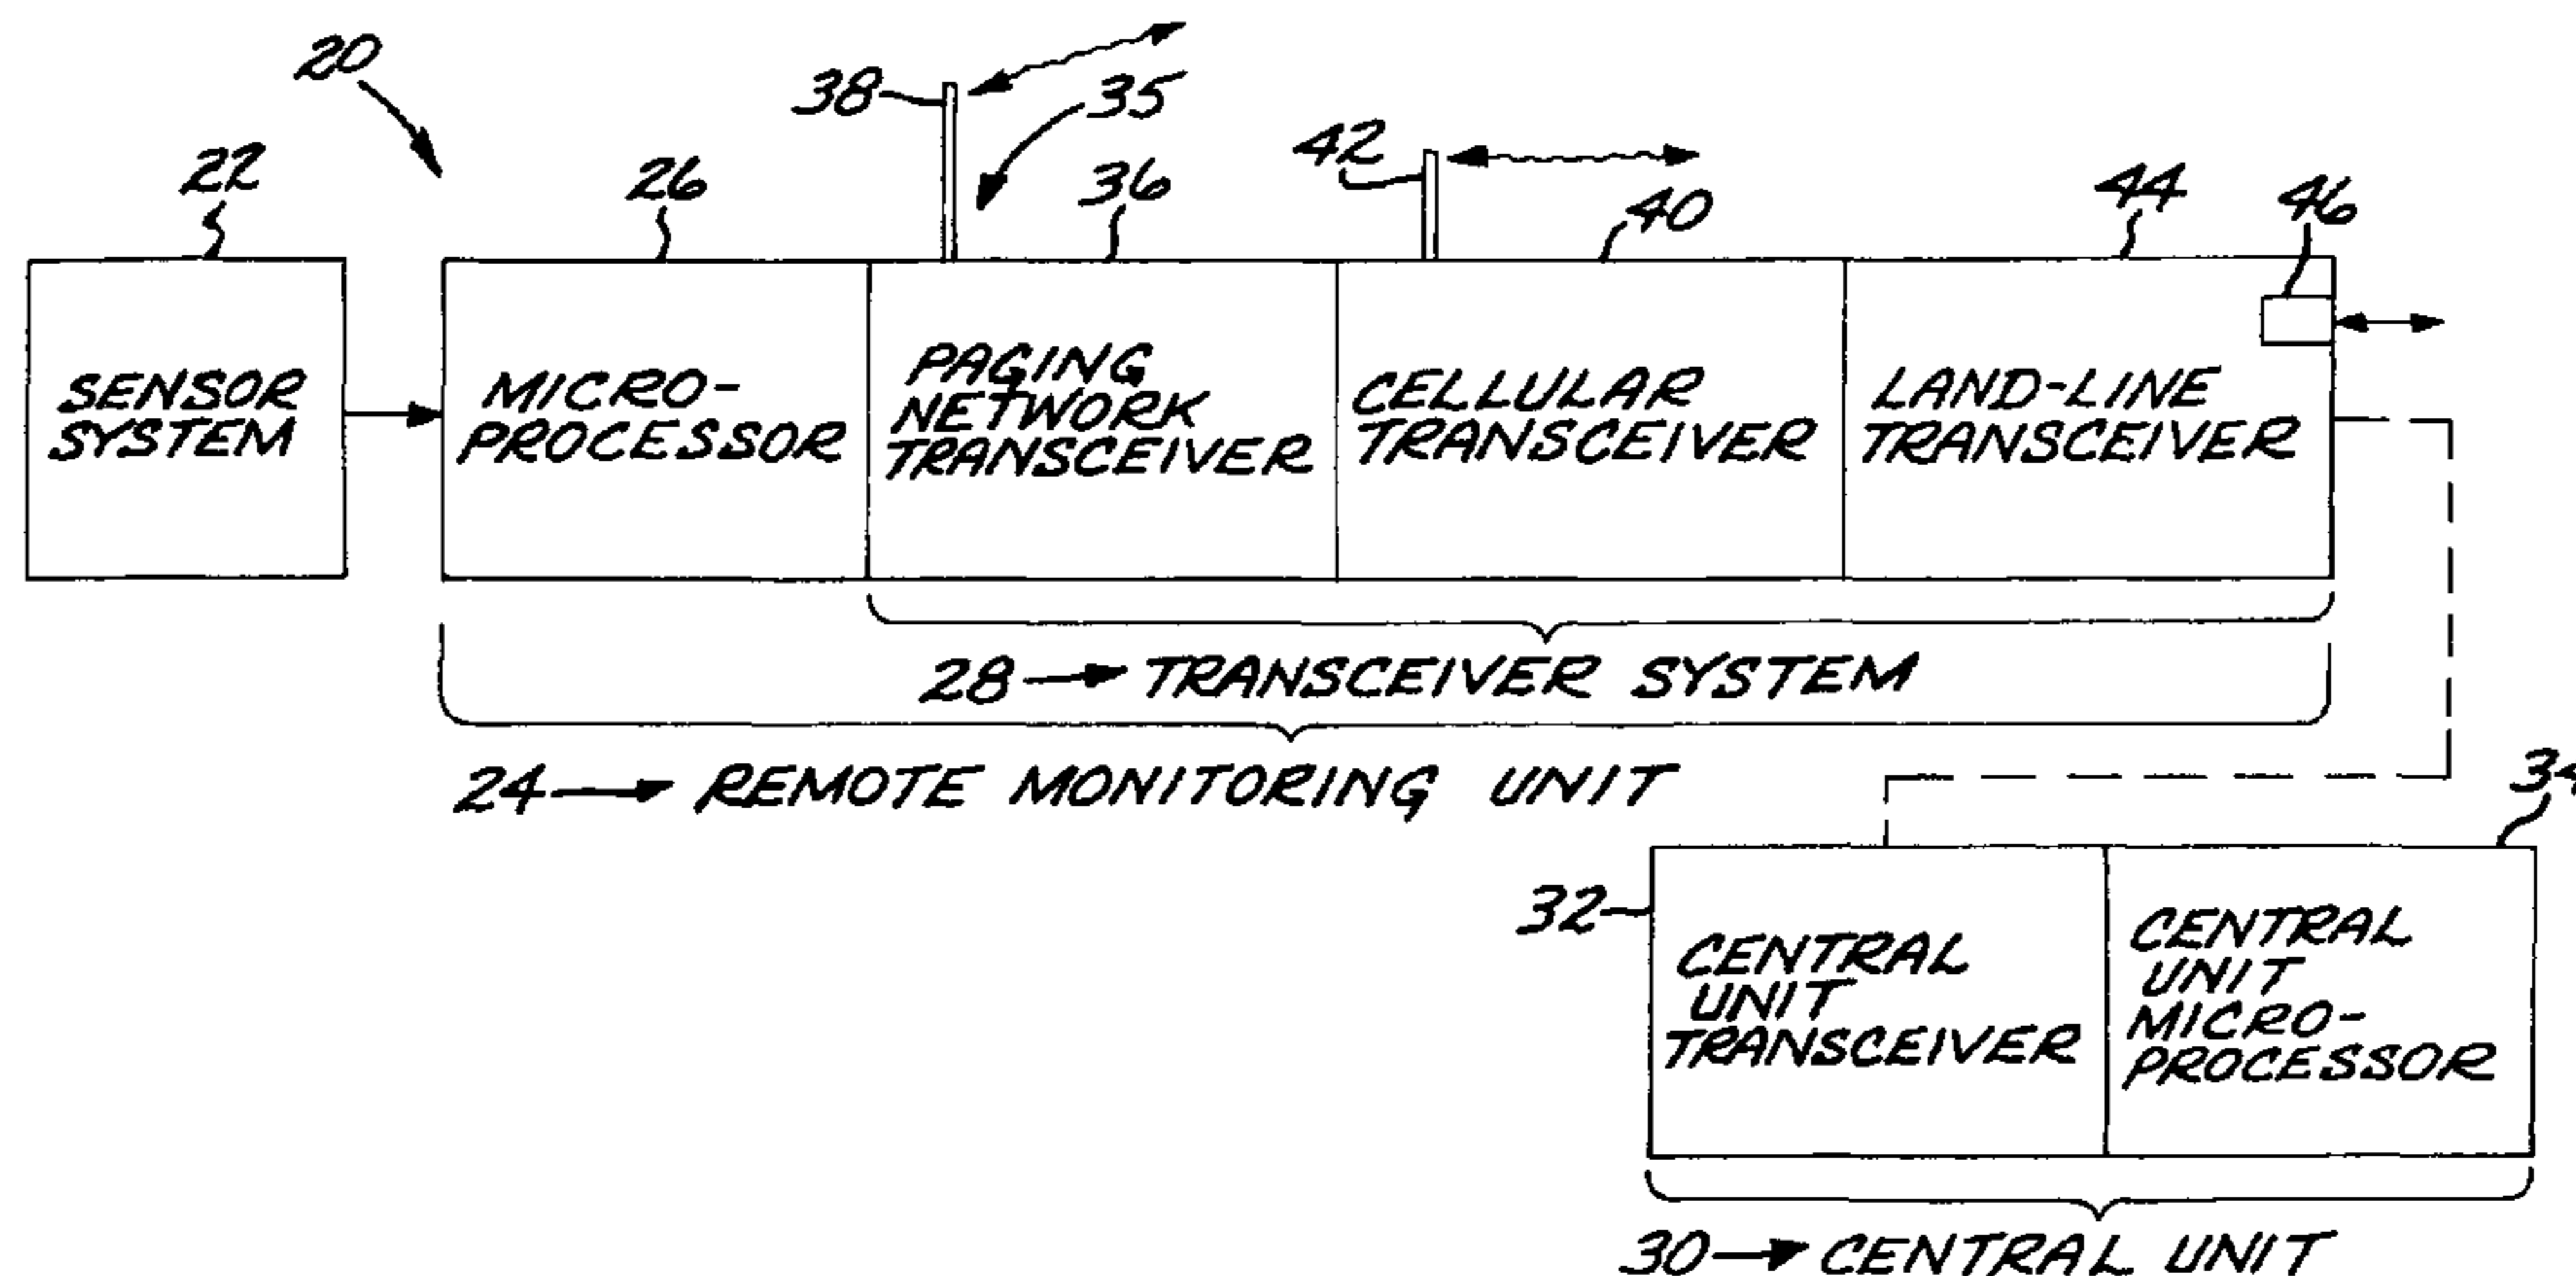 20
38
35
42
22
26
36
40
44
46
SENSOR
SYSTEM
MICRO-
PROCESSOR
PAGING
NETWORK
TRANSCEIVER
CELLULAR
TRANSCEIVER
LAND-LINE
TRANSCEIVER
28 → TRANSCEIVER SYSTEM
24 → REMOTE MONITORING UNIT
34
32
CENTRAL
UNIT
TRANSCEIVER
CENTRAL
UNIT
MICRO-
PROCESSOR
30 → CENTRAL UNIT